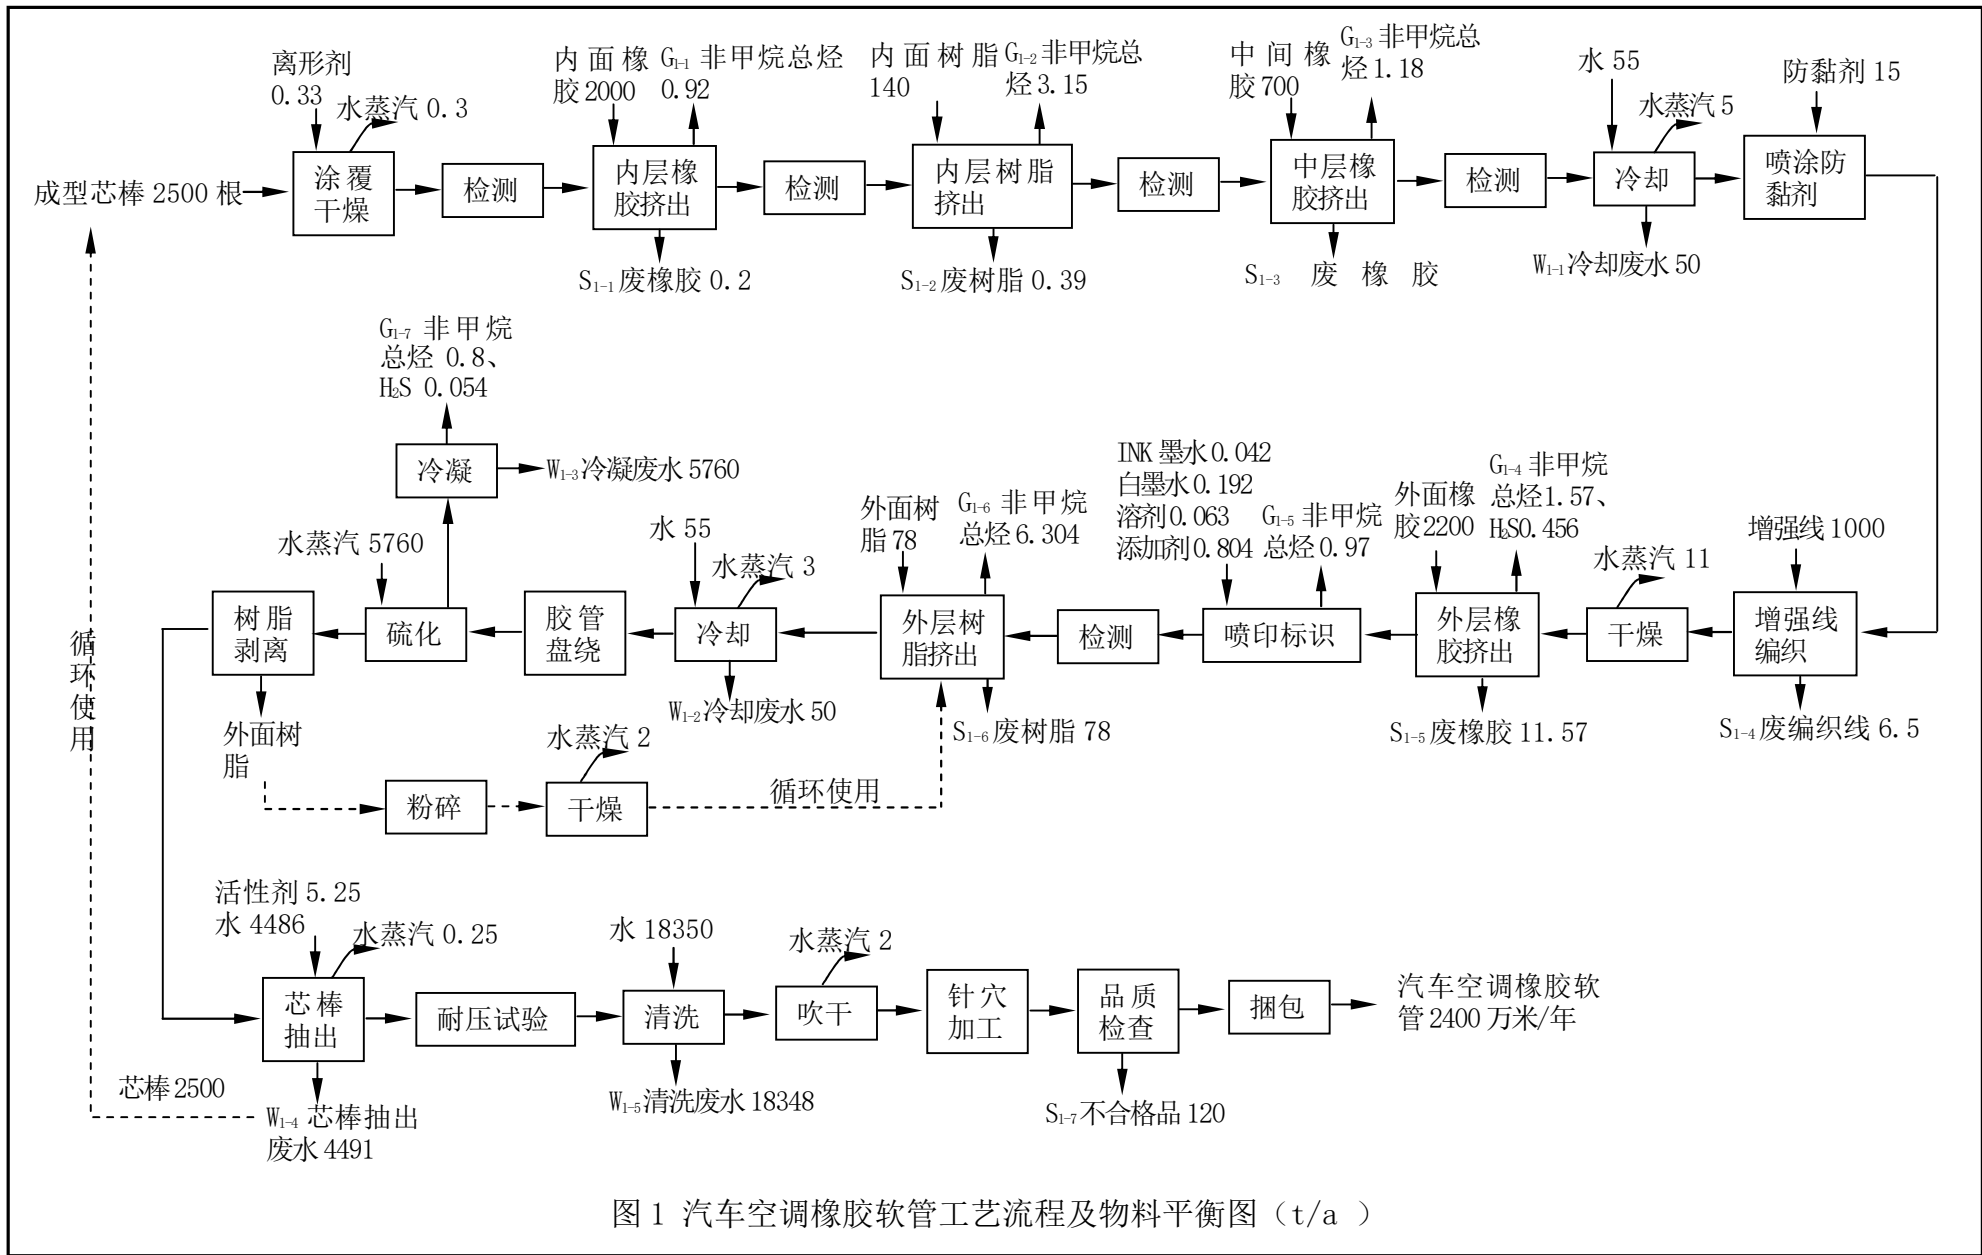 离形剂
0.33
水蒸汽 0.3
内面橡
胶2000
G1-1 非甲烷总烃
0.92
内面树脂
140
G1-2非甲烷总
烃3.15
中间橡
胶700
G1-3 非甲烷总
烃1.18
水 55
水蒸汽 5
防黏剂 15
成型芯棒 2500 根
涂覆
干燥
检测
内层橡
胶挤出
检测
内层树脂
挤出
检测
中层橡
胶挤出
检测
冷却
喷涂防
黏剂
S1-1 废橡胶 0.2
S1-2 废树脂 0.39
S1-3 废橡胶
W1-1冷却废水 50
G1-7 非甲烷
总烃 0.8、
H2S 0.054
冷凝
W1-3冷凝废水 5760
水蒸汽 5760
水 55
水蒸汽 3
外面树
脂 78
G1-6 非甲烷
总烃 6.304
INK 墨水 0.042
白墨水 0.192
溶剂 0.063
添加剂 0.804
G1-5 非甲烷
总烃 0.97
外面橡
胶2200
G1-4 非甲烷
总烃1.57、
H2S0.456
水蒸汽 11
增强线 1000
树脂
剥离
硫化
胶管
盘绕
冷却
外层树
脂挤出
检测
喷印标识
外层橡
胶挤出
干燥
增强线
编织
循
环
使
用
外面树
脂
W1-2冷却废水 50
S1-6 废树脂 78
S1-5 废橡胶 11.57
S1-4 废编织线 6.5
水蒸汽 2
粉碎
干燥
循环使用
活性剂 5.25
水 4486
水蒸汽 0.25
水 18350
水蒸汽 2
芯棒
抽出
耐压试验
清洗
吹干
针穴
加工
品质
检查
捆包
汽车空调橡胶软
管 2400 万米/年
芯棒 2500
W1-4 芯棒抽出
废水 4491
W1-5清洗废水 18348
S1-7 不合格品 120
图 1 汽车空调橡胶软管工艺流程及物料平衡图（t/a ）